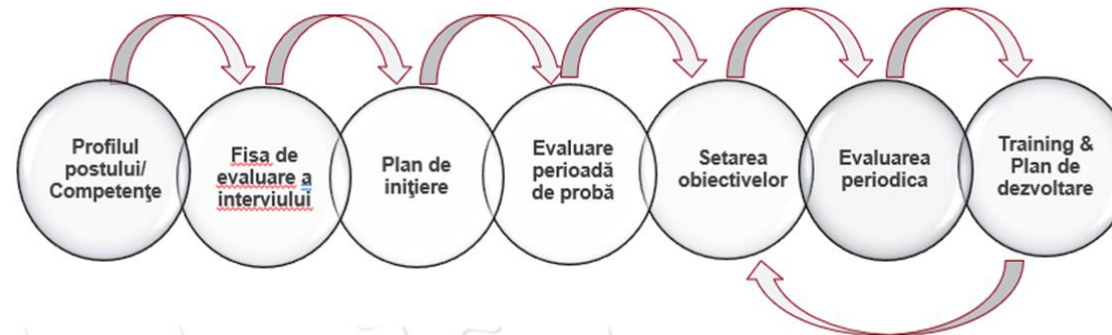 Profilul
postului/
Competenţe
Fisa de
evaluare a
interviului
Plan de
iniţiere
Evaluare
perioadă
de probă
Setarea
obiectivelor
Evaluarea
periodica
Training &
Plan de
dezvoltare